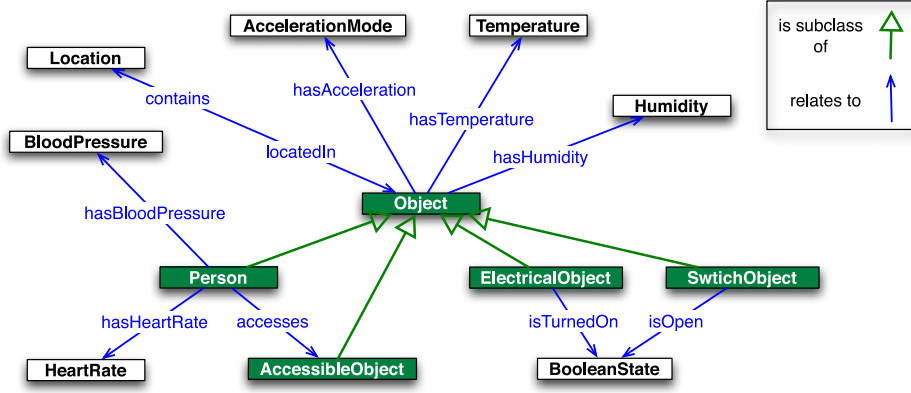 AccelerationMode
Temperature
is subclass
of
Location
hasAcceleration
contains
relates to
Humidity
hasTemperature
BloodPressure
locatedIn
hasHumidity
Object
hasBloodPressure
Person
ElectricalObject
SwtichObject
hasHeartRate
accesses
isTurnedOn
isOpen
HeartRate
AccessibleObject
BooleanState